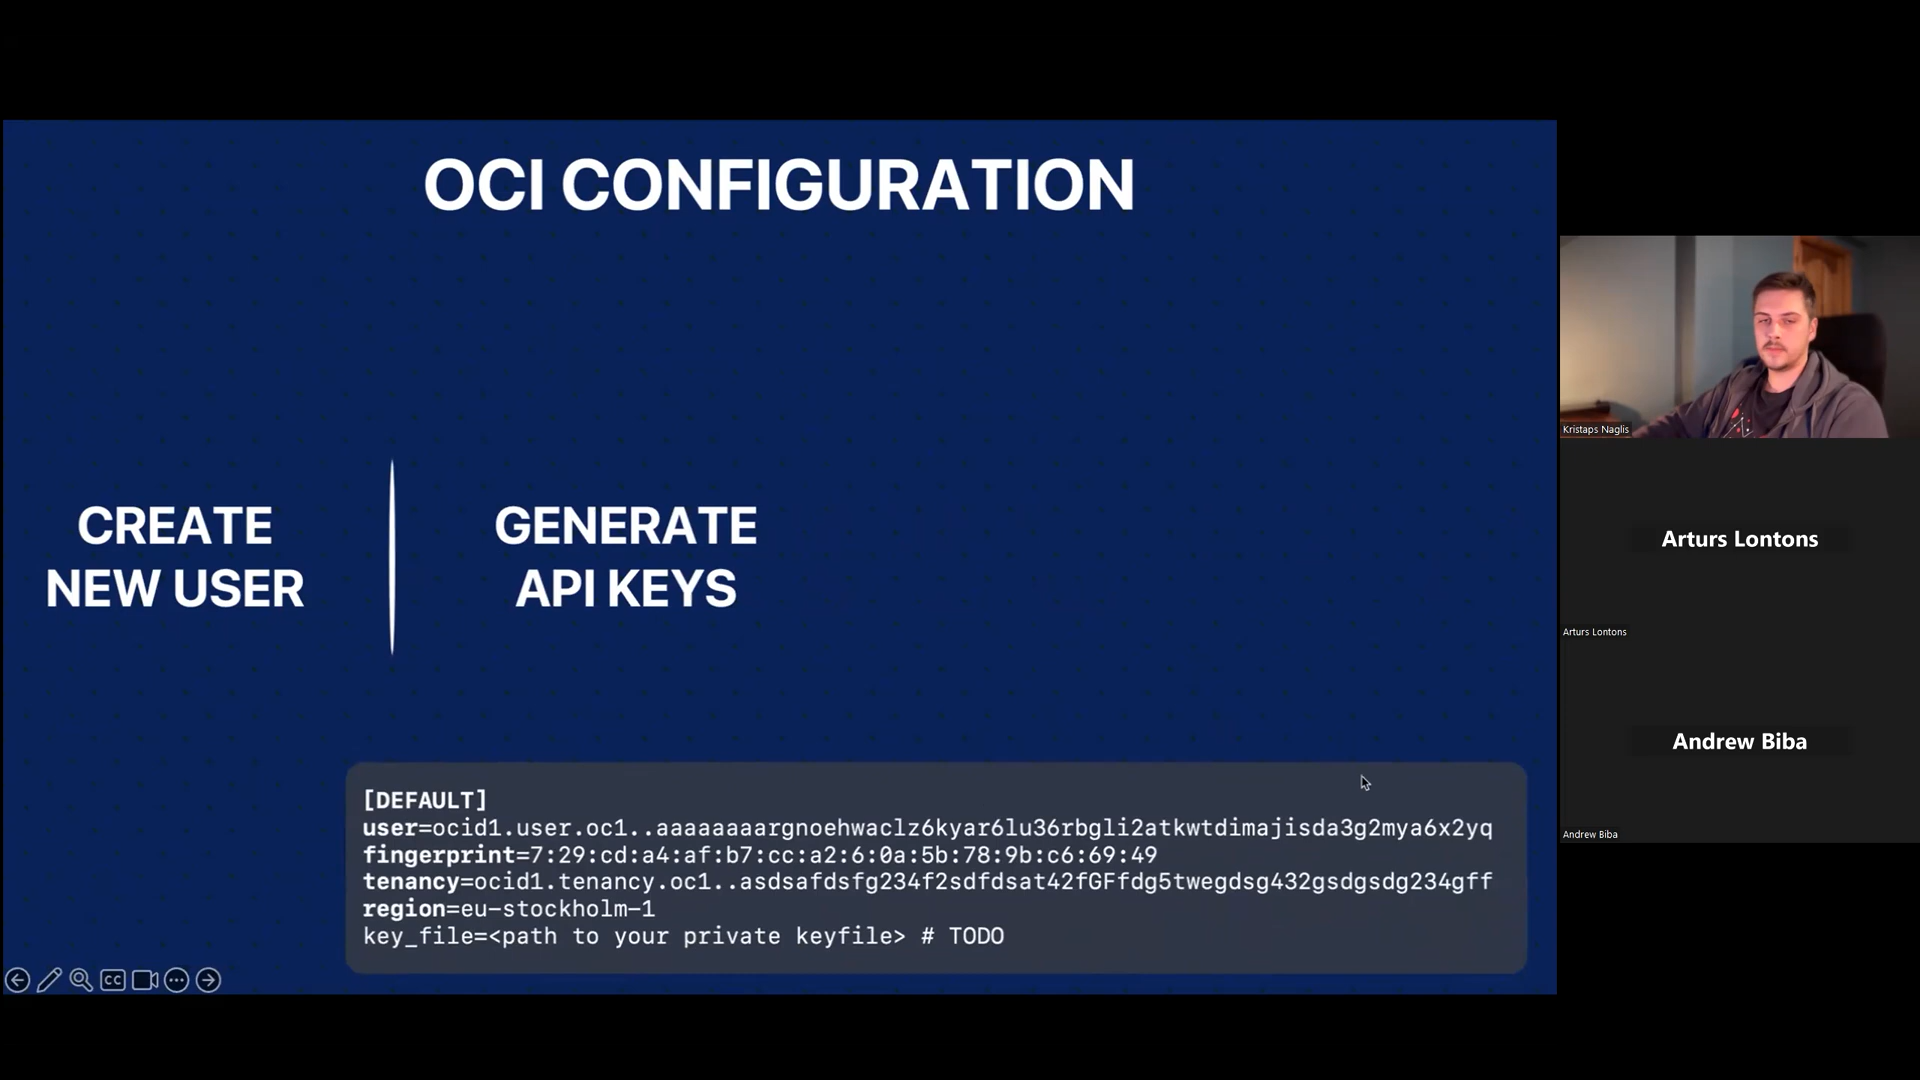 OCI CONFIGURATION
CREATE
NEW USER
GENERATE
API KEYS
[DEFAULT]
user=ocid1.user.oc1..aaaaaaaargnoehwaclz6kyar6lu36rbgli2atkwtdimajisda3g2mya6x2yq
fingerprint=7:29:cd:a4:af:b7:cc:a2:6:0a:5b:78:9b:c6:69:49
tenancy=ocid1.tenancy.oc1..asdsafdsfg234f2sdfdsat42fGFfdg5twegdsg432gsdgsdg234gff
region=eu-stockholm-1
key_file=<path to your private keyfile> # TODO
CC
Kristaps Naglis
Arturs Lontons
Arturs Lontons
Andrew Biba
Andrew Biba